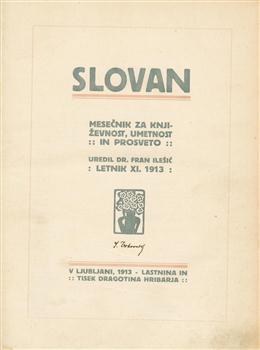 SLOVAN
MESEČNIK ZA KNJI-
ŽEVNOST, UMETNOST
:: IN PROSVETO ::
UREDIL DR. FRAN ILEŠIČ
: LETNIK XI. 1913 :
V LJUBLJANI, 1913 - LASTNINA IN
:: TISEK DRAGOTINA HRIBARJA ::